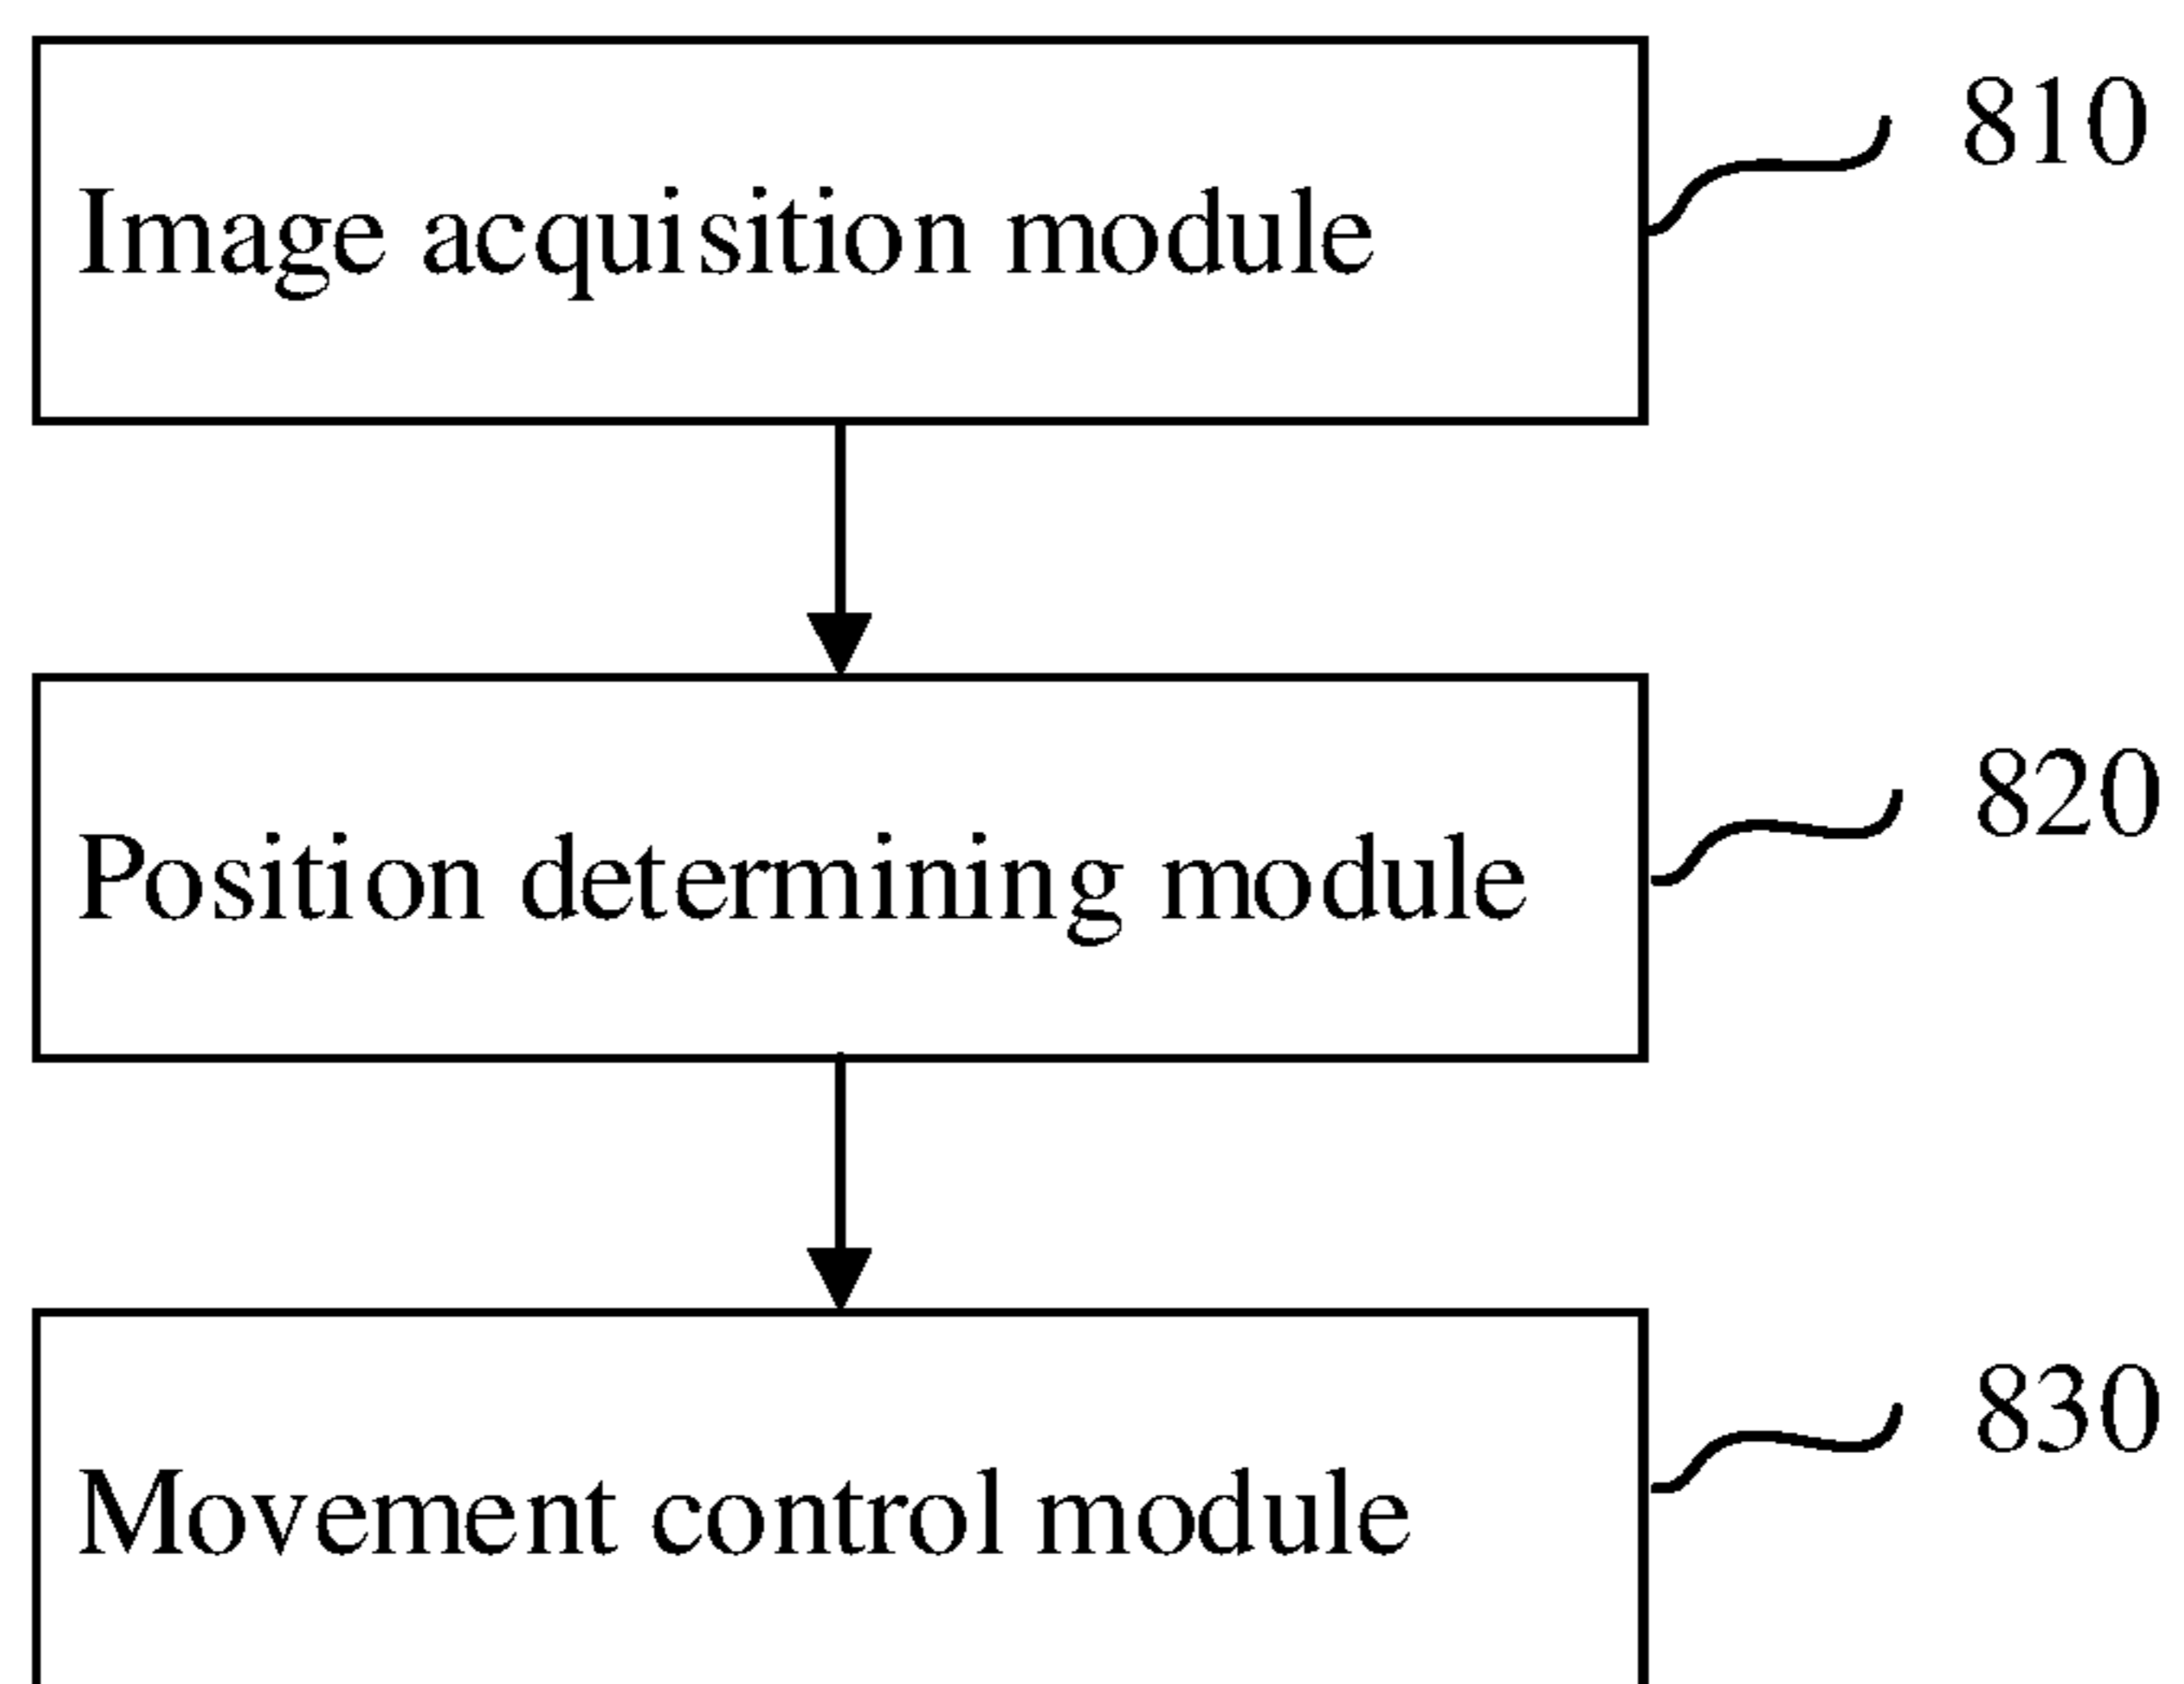 810
Image acquisition module
820
Position determining module
830
Movement control module